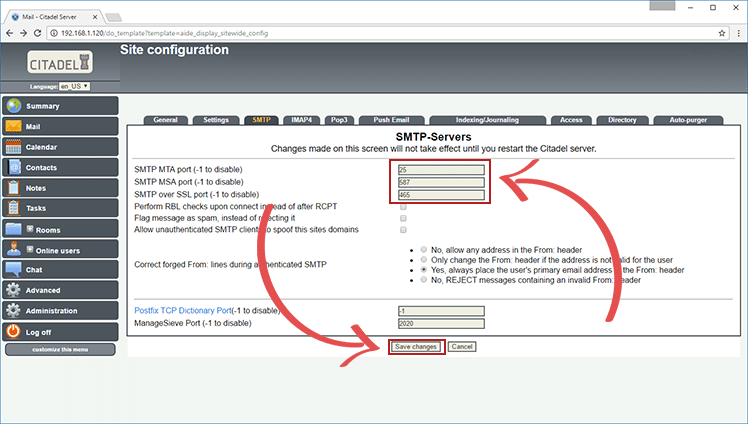 Mail - Citadel Server
192.168.1.120/do_template?template=aide_display_sitewide_config
CITADEL
Site configuration
Language: en_US
Summary
Mail
Calendar
Contacts
Notes
Tasks
Rooms
Online users
Chat
Advanced
Administration
Log off
customize this menu
General Settings SMTP IMAP4 Pop3 Push Email Indexing/Journaling Access Directory Auto-purger
SMTP-Servers
Changes made on this screen will not take effect until you restart the Citadel server.
SMTP MTA port (-1 to disable) 25
SMTP MSA port (-1 to disable) 587
SMTP over SSL port (-1 to disable) 465
Perform RBL checks upon connect instead of after RCPT
Flag message as spam, instead of rejecting it
Allow unauthenticated SMTP clients to spoof this sites domains
Correct forged From: lines during authenticated SMTP
No, allow any address in the From: header
Only change the From: header if the address is not valid for the user
Yes, always place the user's primary email address in the From: header
No, REJECT messages containing an invalid From: header
Postfix TCP Dictionary Port(-1 to disable) -1
ManageSieve Port (-1 to disable) 2020
Save changes Cancel